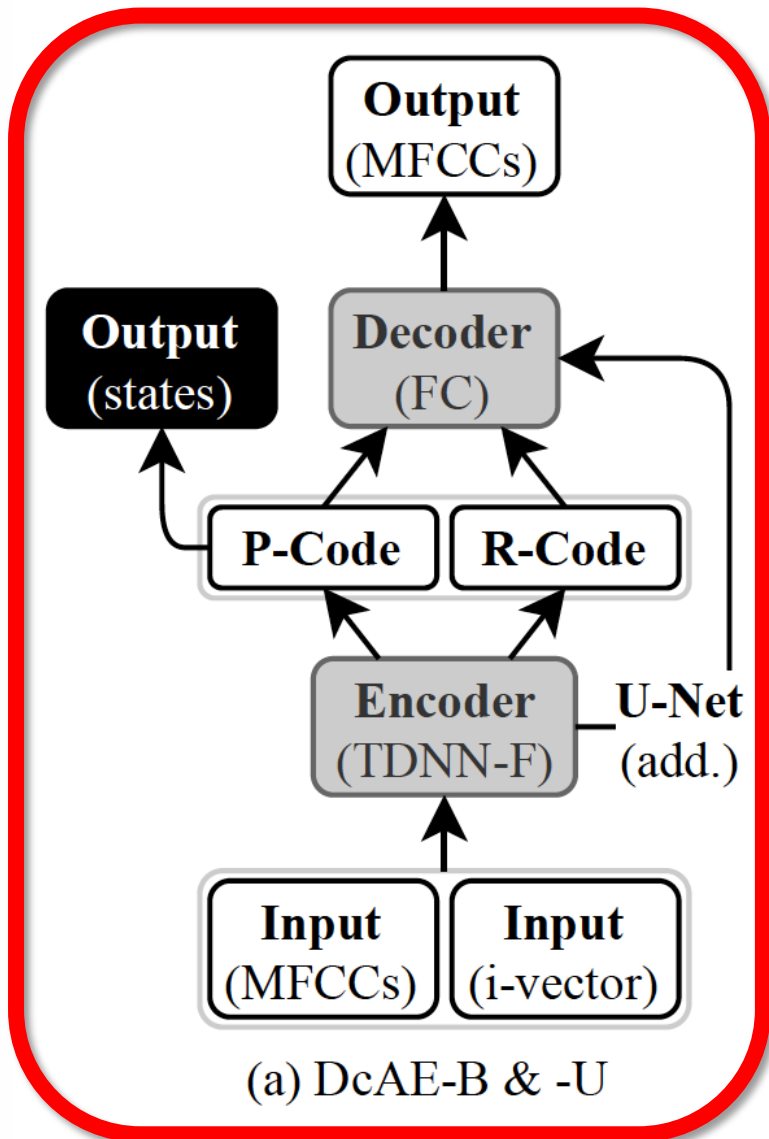 Output
(MFCCs)
Output
(states)
Decoder
(FC)
P-Code
R-Code
Encoder
(TDNN-F)
U-Net
(add.)
Input
(MFCCs)
Input
(i-vector)
(a) DcAE-B & -U